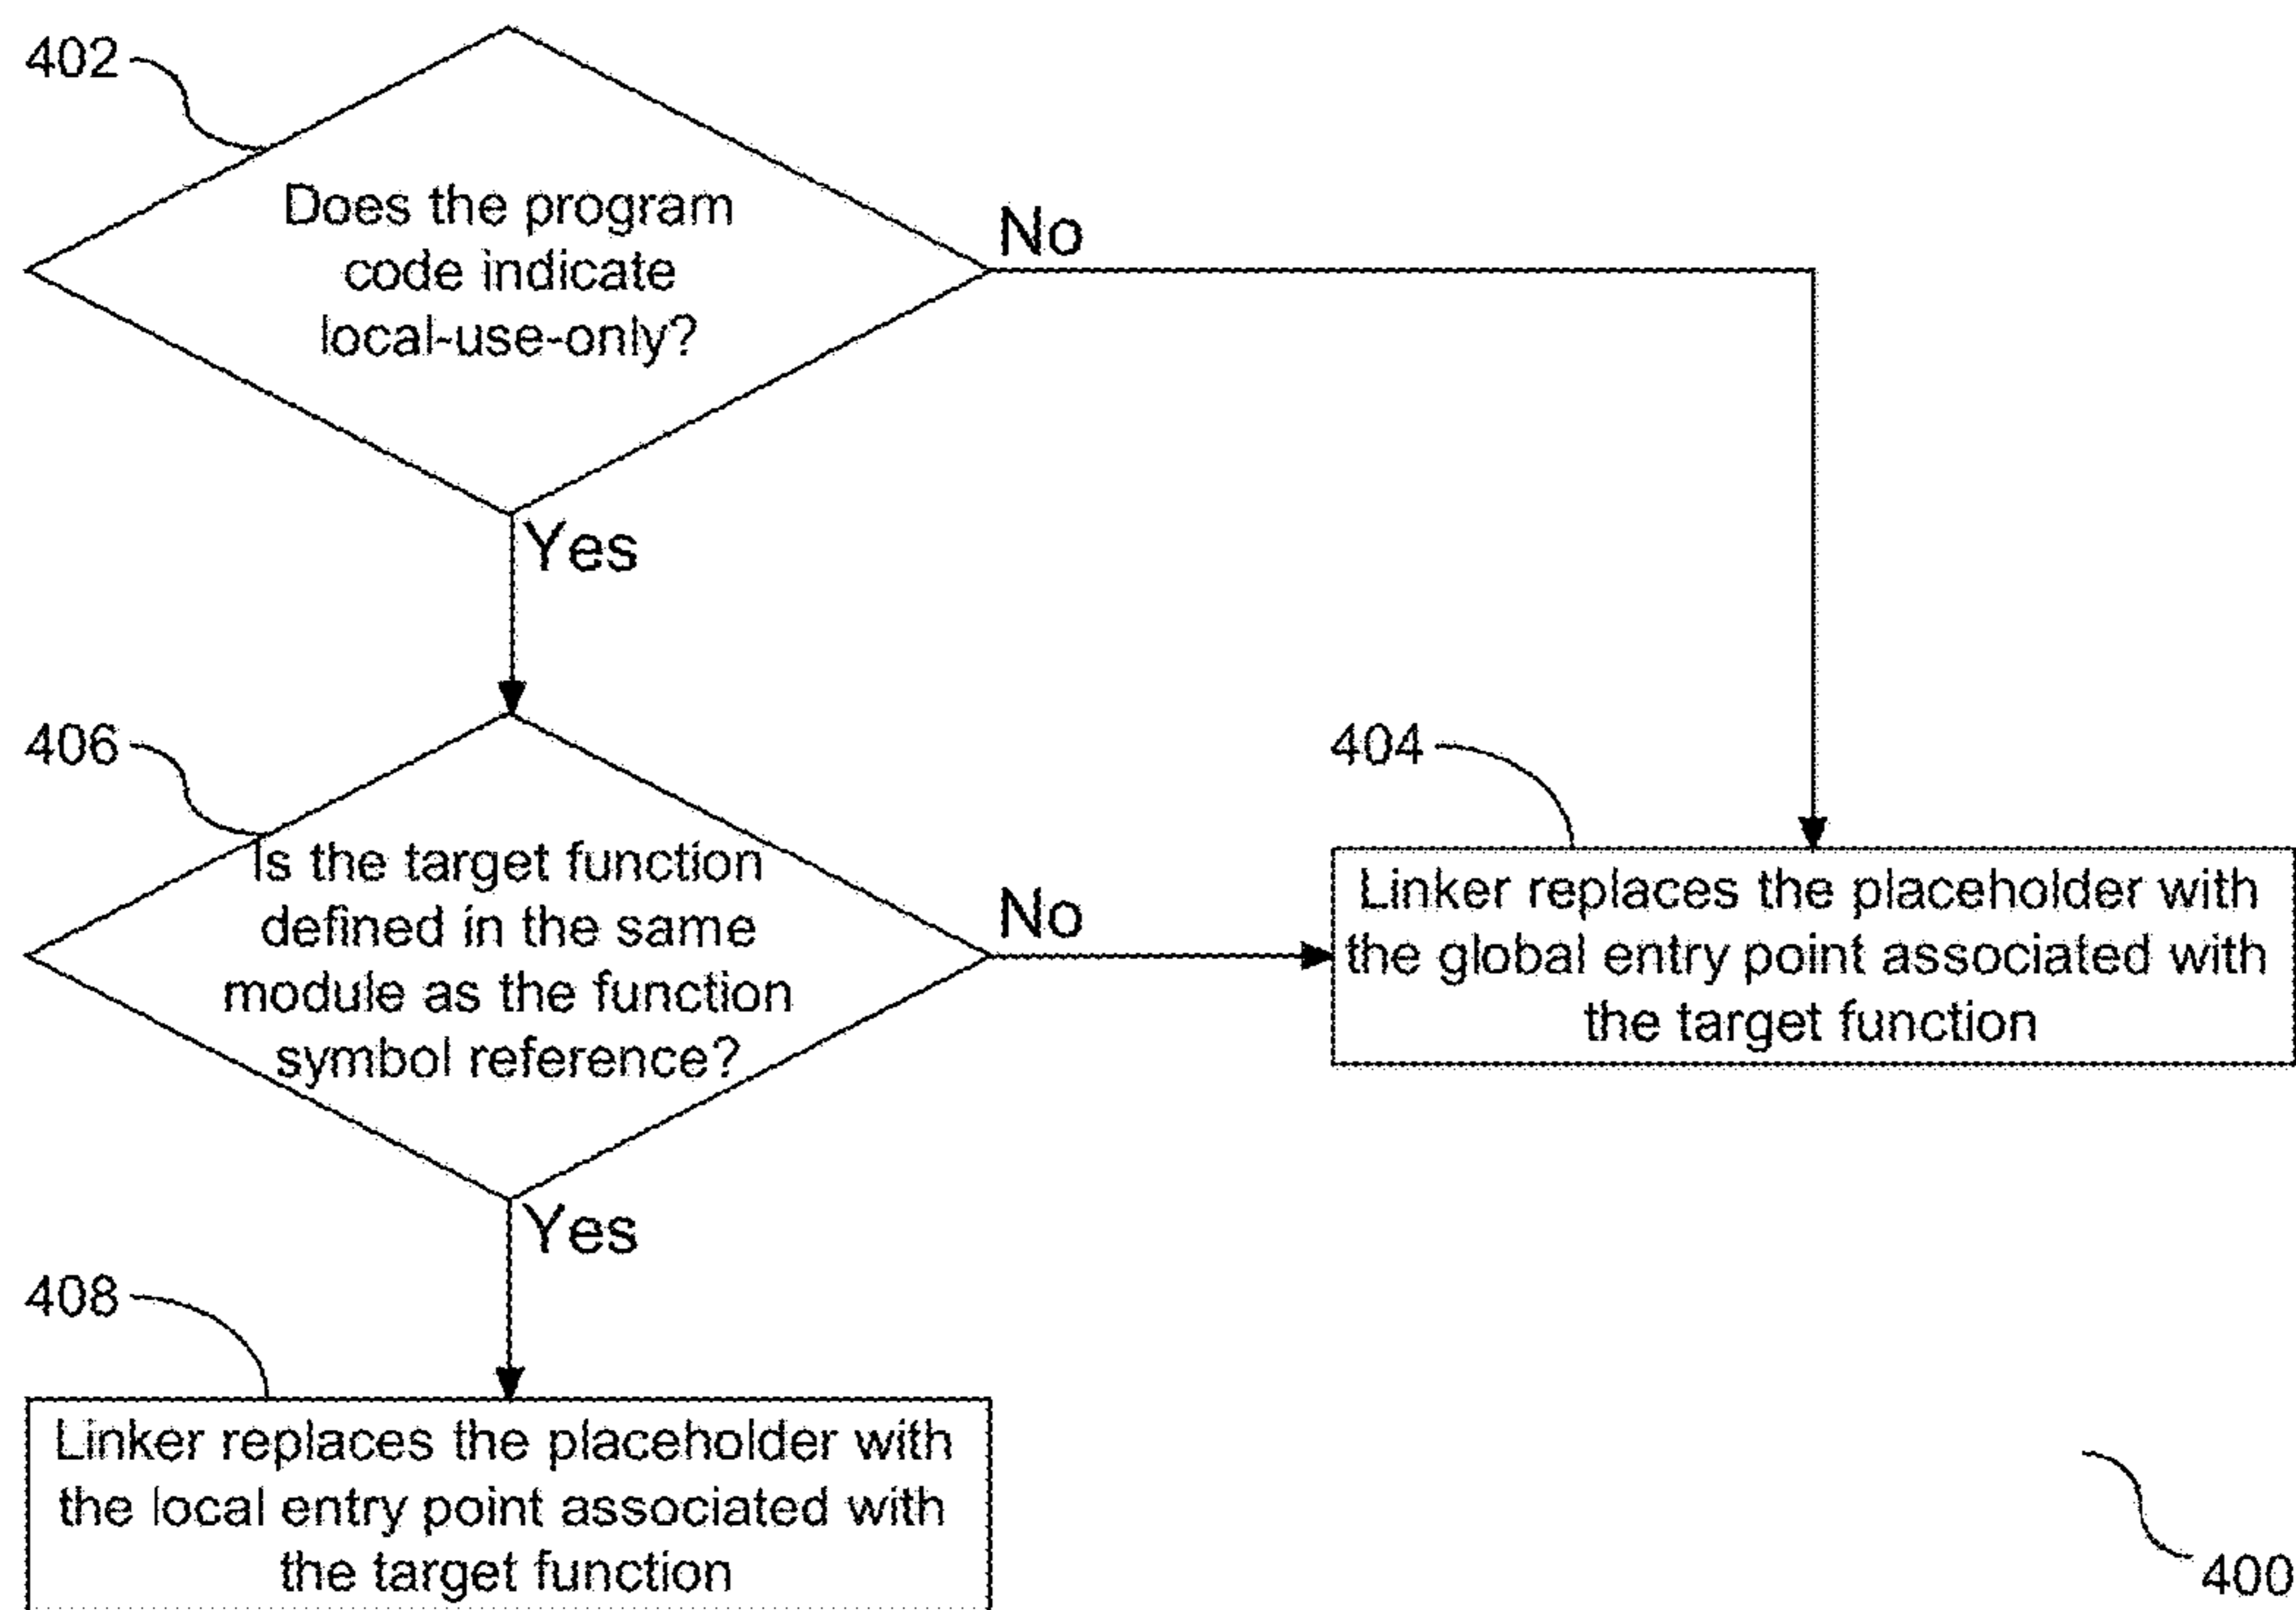 402
Does the program
code indicate
local-use-only?
No
Yes
406
Is the target function
defined in the same
module as the function
symbol reference?
No
404
Linker replaces the placeholder with
the global entry point associated with
the target function
Yes
408
Linker replaces the placeholder with
the local entry point associated with
the target function
400